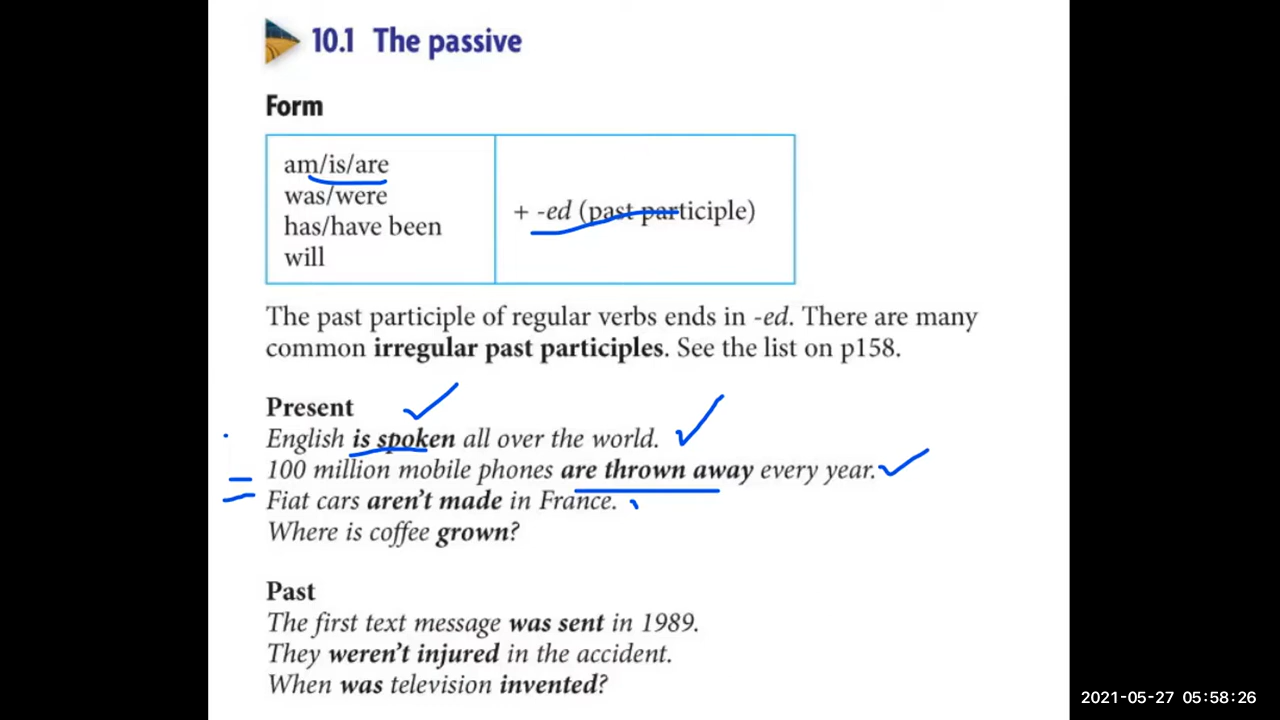 10.1 The passive
Form
am/is/are
was/were
has/have been
will
+ -ed (past participle)
The past participle of regular verbs ends in -ed. There are many
common irregular past participles. See the list on p158.
Present
English is spoken all over the world.
100 million mobile phones are thrown away every year.
Fiat cars aren't made in France.
Where is coffee grown?
Past
The first text message was sent in 1989.
They weren't injured in the accident.
When was television invented?
2021-05-27 05:58:26